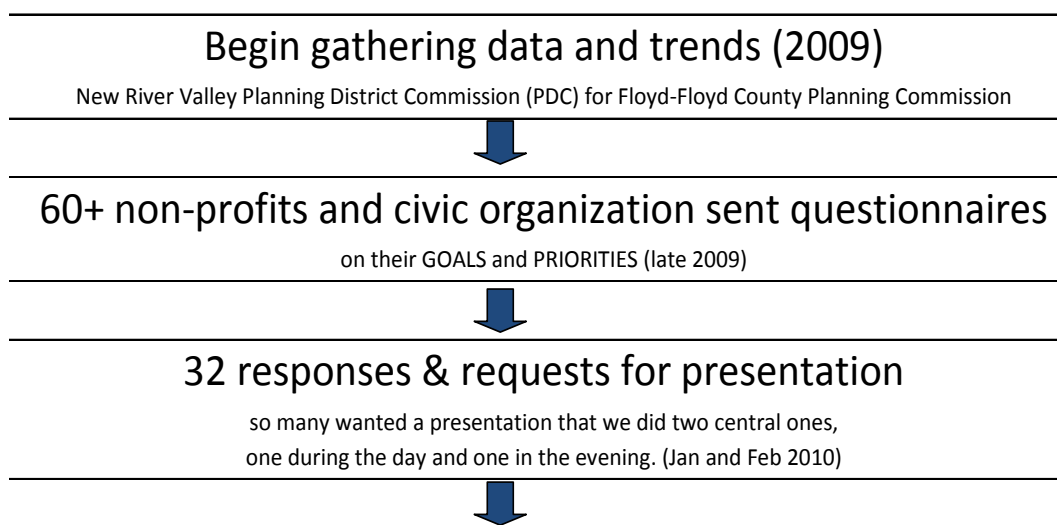 Begin gathering data and trends (2009)
New River Valley Planning District Commission (PDC) for Floyd-Floyd County Planning Commission
60+ non-profits and civic organization sent questionnaires
on their GOALS and PRIORITIES (late 2009)
32 responses & requests for presentation
so many wanted a presentation that we did two central ones,
one during the day and one in the evening. (Jan and Feb 2010)